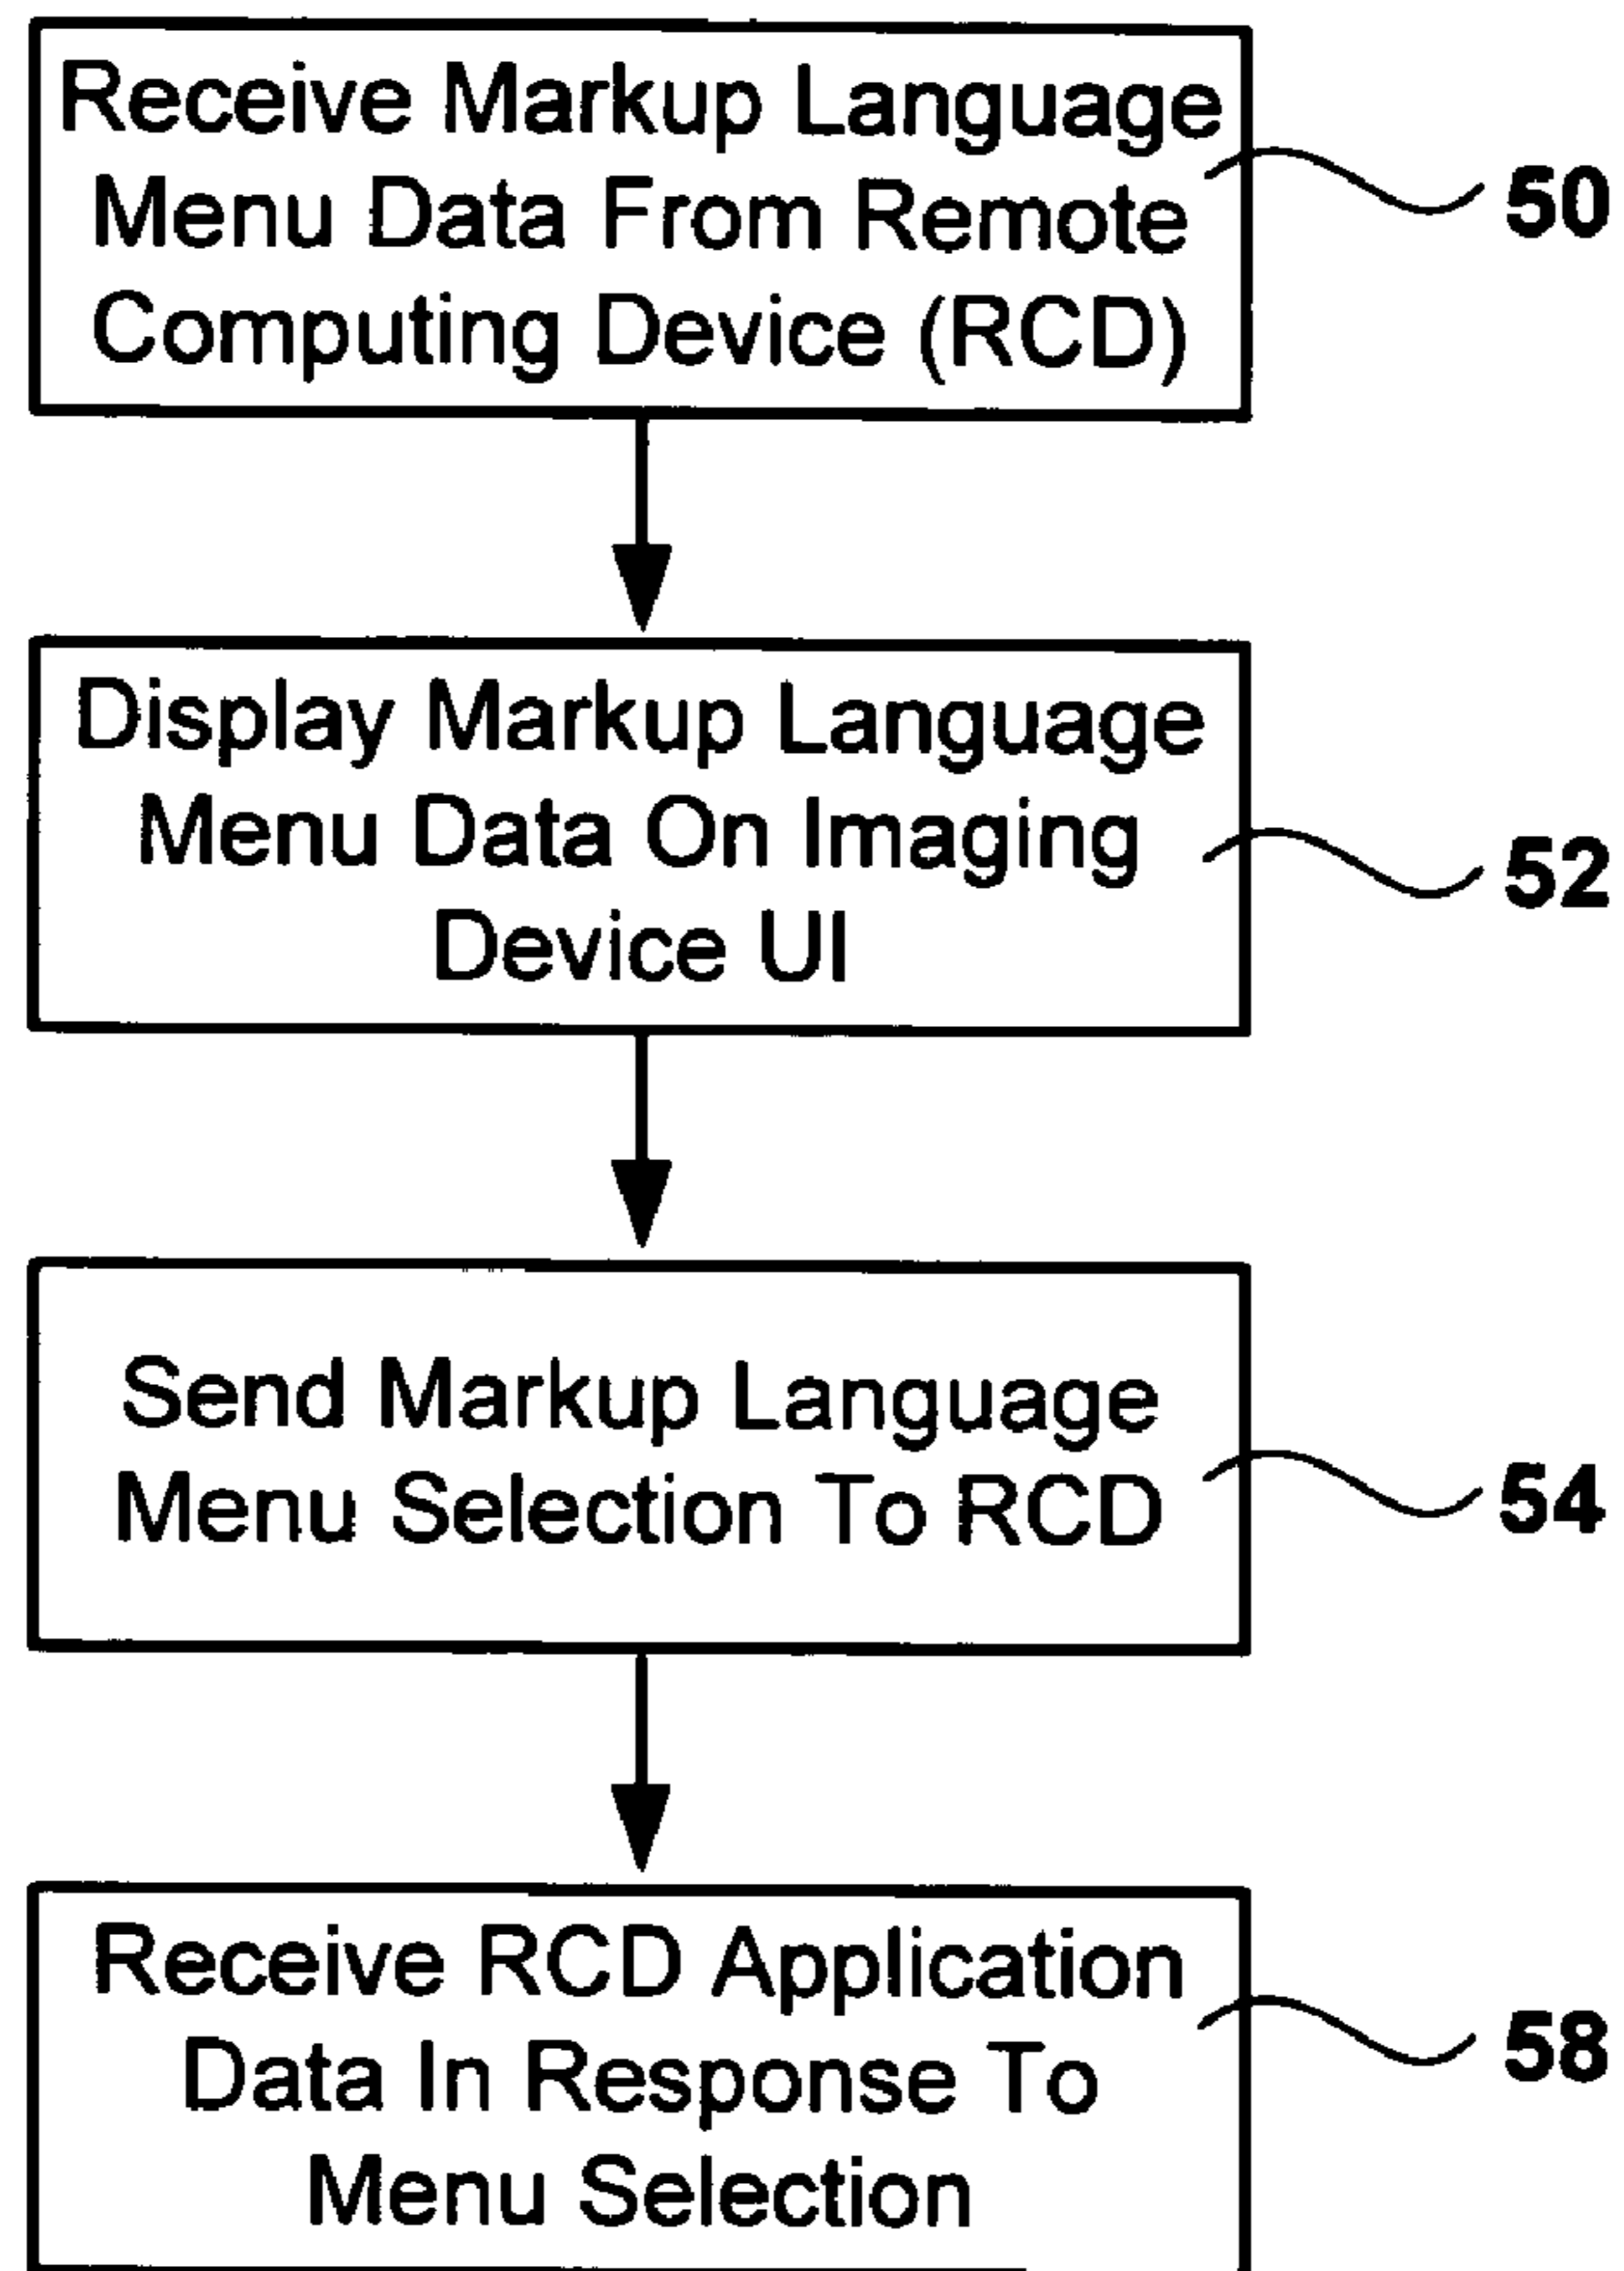 Receive Markup Language
Menu Data From Remote
Computing Device (RCD)
50
Display Markup Language
Menu Data On Imaging
Device UI
52
Send Markup Language
Menu Selection To RCD
54
Receive RCD Application
Data In Response To
Menu Selection
58